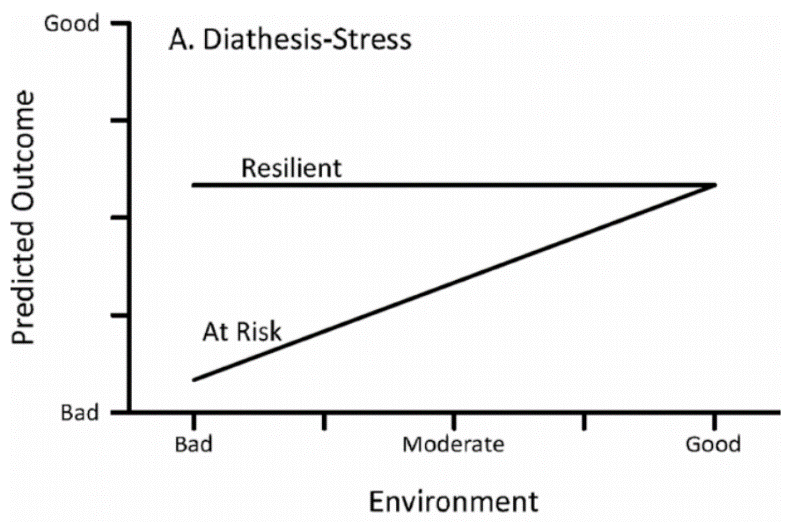 Good
A. Diathesis-Stress
Predicted Outcome
Resilient
At Risk
Bad
Bad
Moderate
Good
Environment